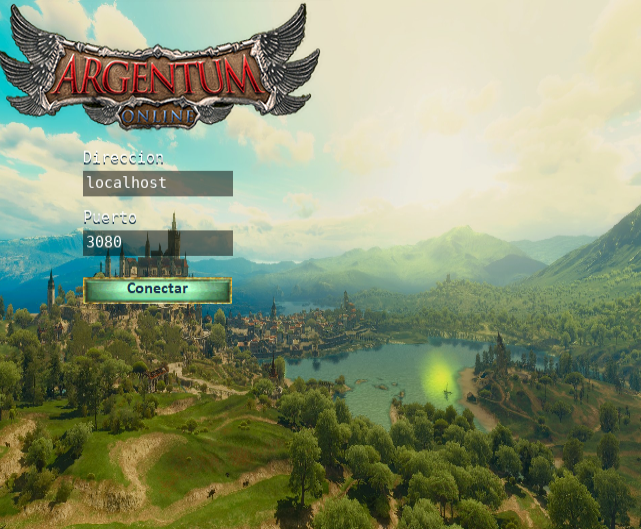 ARGENTUM
ONLINE
Direccion
localhost
Puerto
3080
Conectar